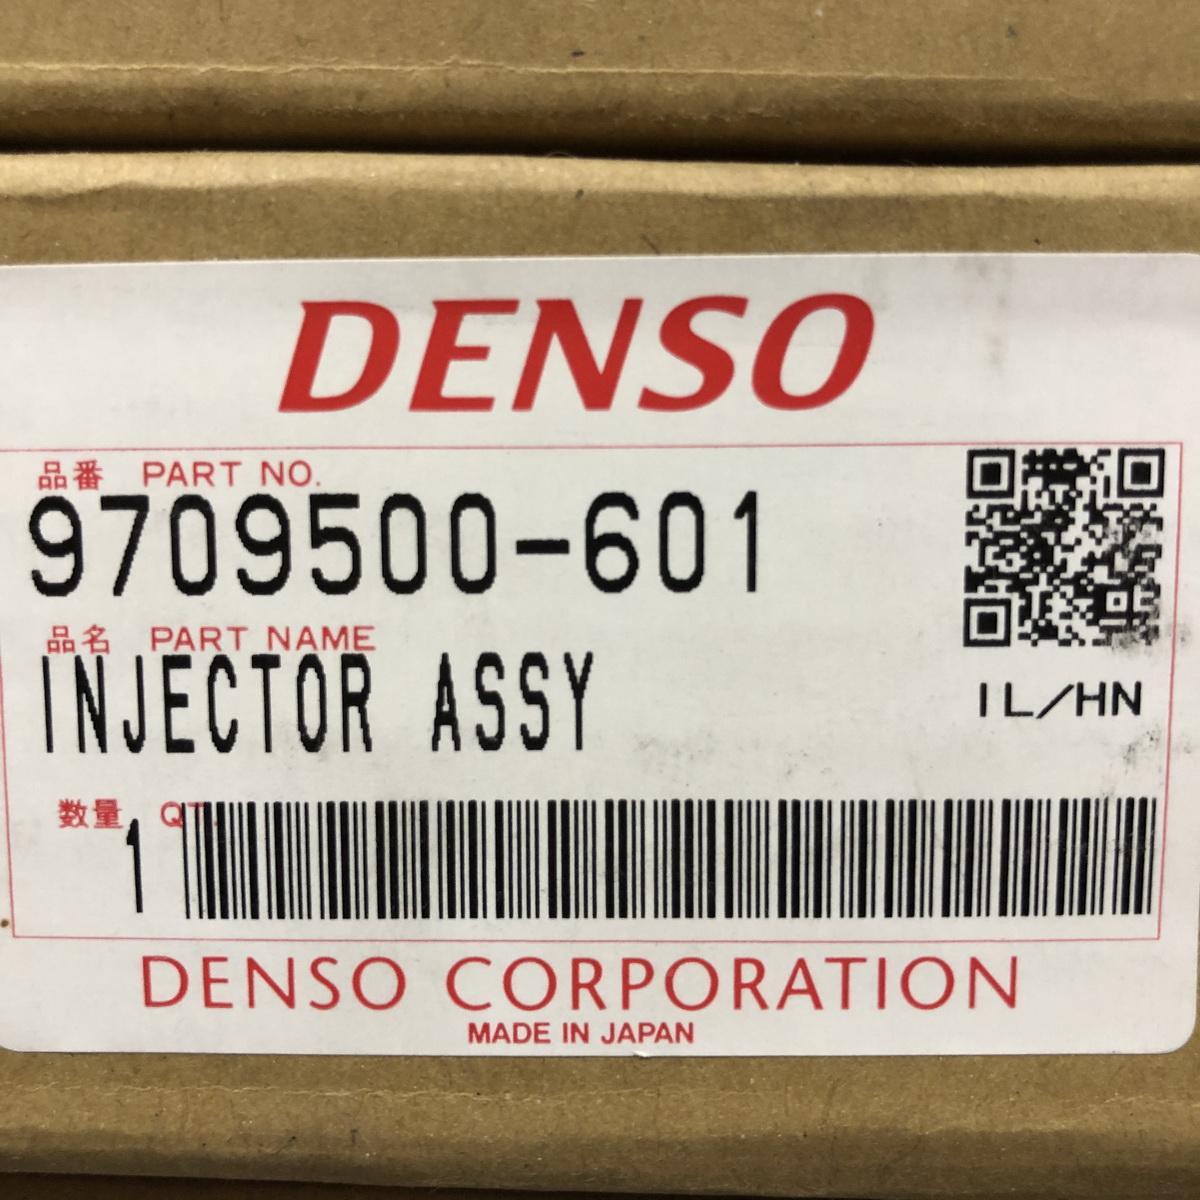 DENSO
品番 PART NO.
9709500-601
品名 PART NAME
INJECTOR ASSY
IL/HN
数量 QT.
1
DENSO CORPORATION
MADE IN JAPAN